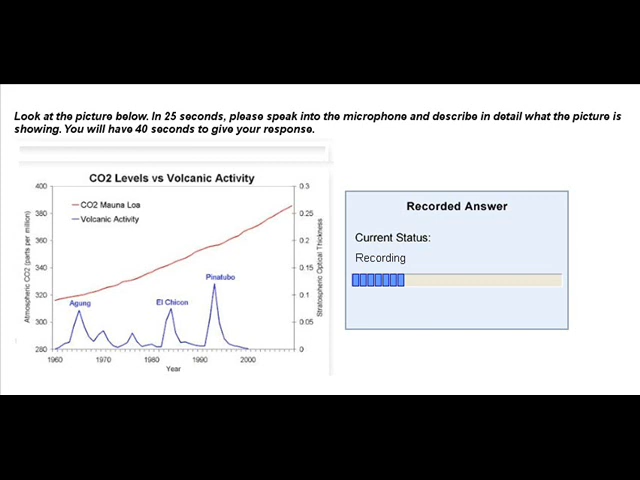 Look at the picture below. In 25 seconds, please speak into the microphone and describe in detail what the picture is
showing. You will have 40 seconds to give your response.
CO2 Levels vs Volcanic Activity
400
380
360
340
320
300
280
Atmospheric CO2 (parts per million)
CO2 Mauna Loa
Volcanic Activity
Agung
El Chicon
Pinatubo
0.3
0.25
0.2
0.15
0.1
0.05
0
Stratospheric Optical Thickness
1960 1970 1980 1990 2000
Year
Recorded Answer
Current Status:
Recording